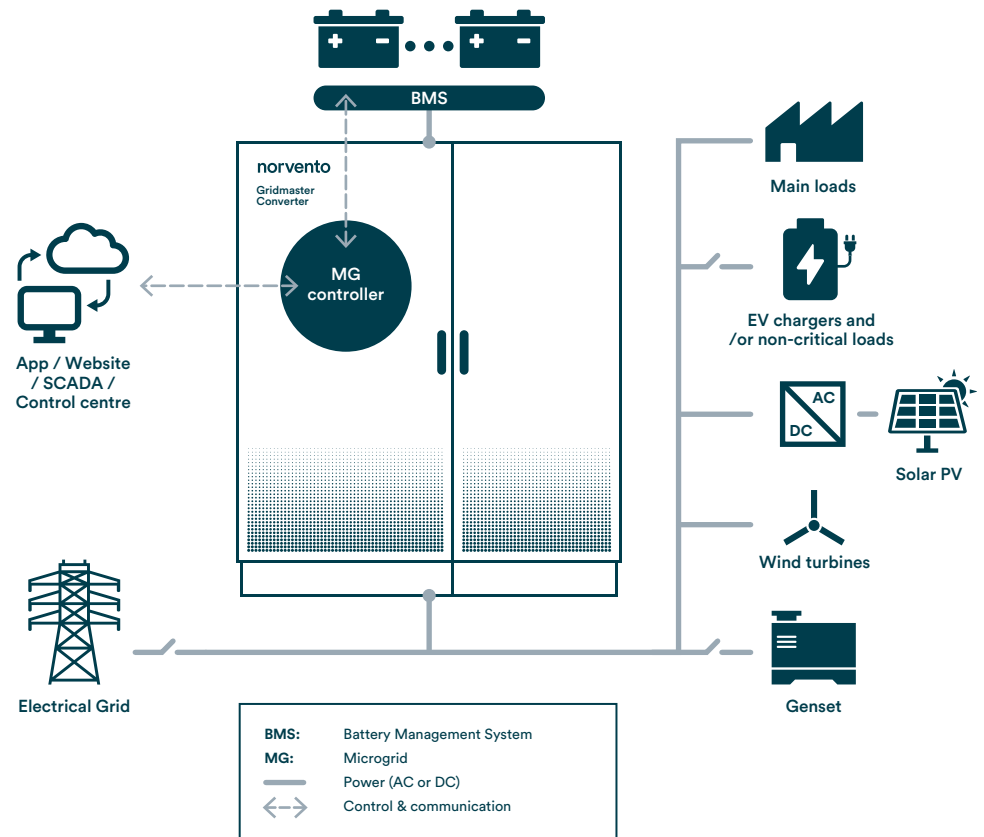 BMS
norvento
Gridmaster
Converter
MG
controller
App / Website
/ SCADA /
Control centre
Main loads
EV chargers and
/or non-critical loads
AC
DC
Solar PV
Wind turbines
Electrical Grid
Genset
BMS: Battery Management System
MG: Microgrid
Power (AC or DC)
Control & communication